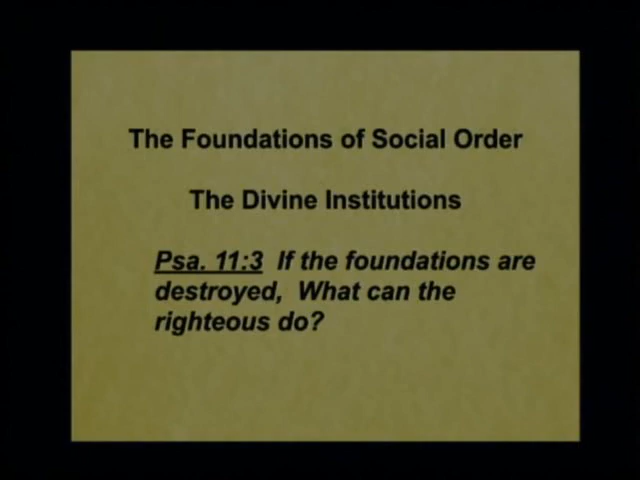 The Foundations of Social Order
The Divine Institutions
Psa. 11:3 If the foundations are
destroyed, What can the
righteous do?